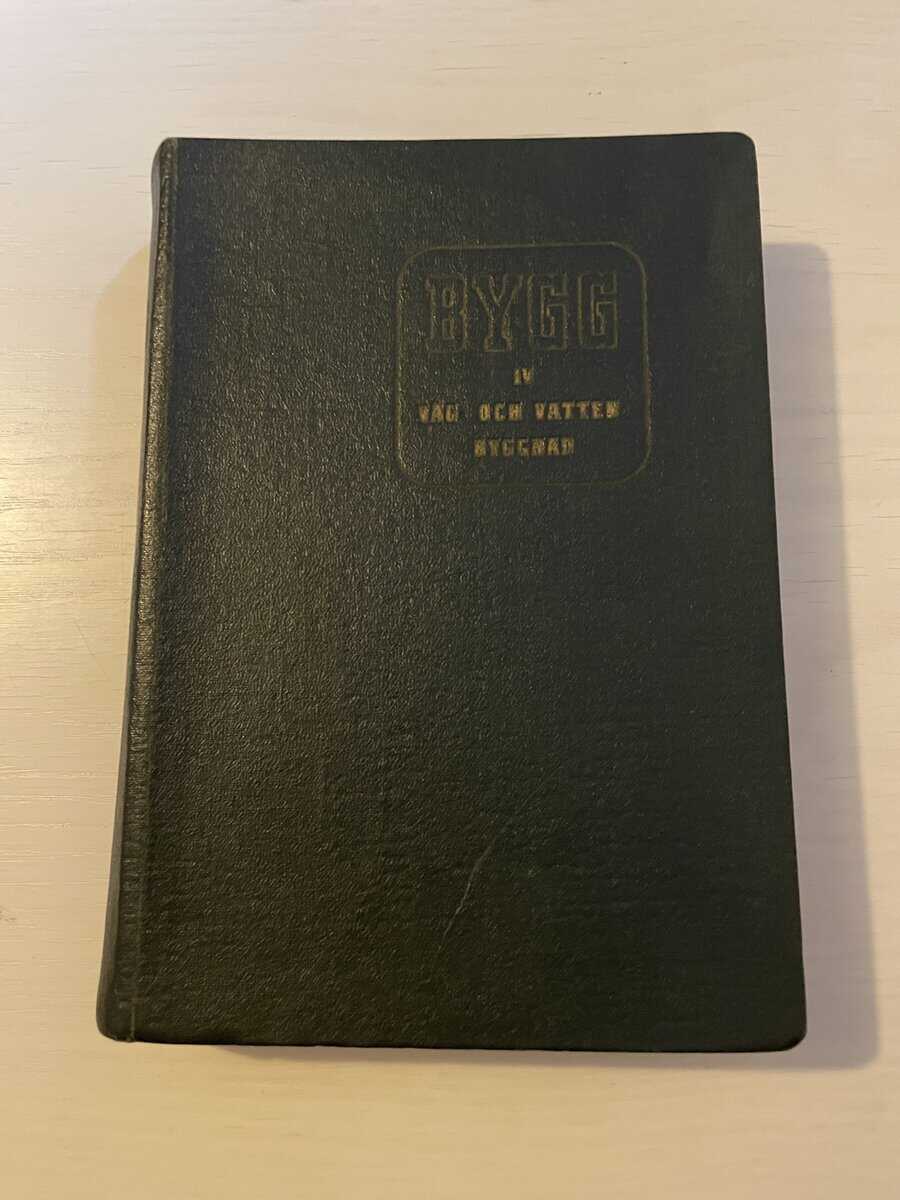 BYGG
IV
VÄG- OCH VATTEN
BYGGNAD